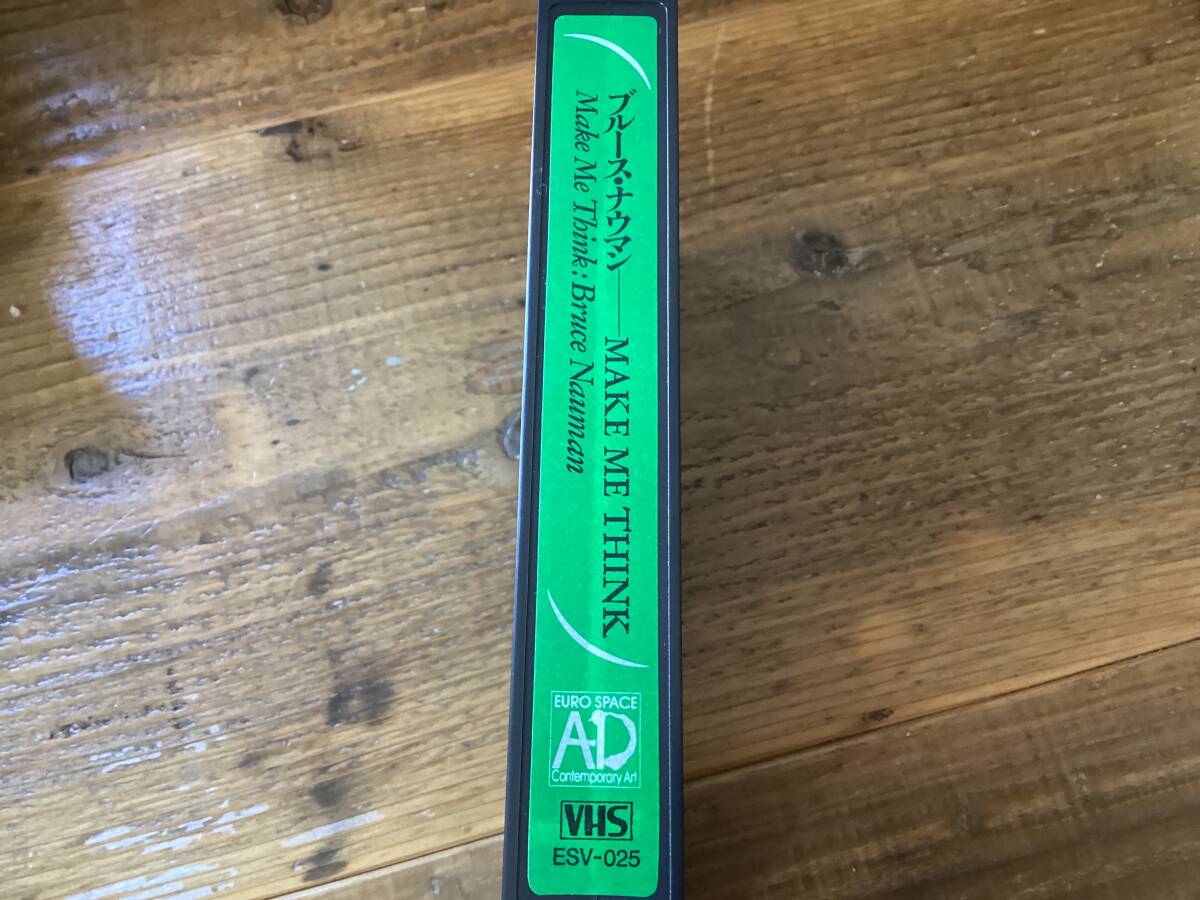 ブルース・ナウマン——MAKE ME THINK
Make Me Think: Bruce Nauman
EURO SPACE
AD
Contemporary Art
VHS
ESV-025